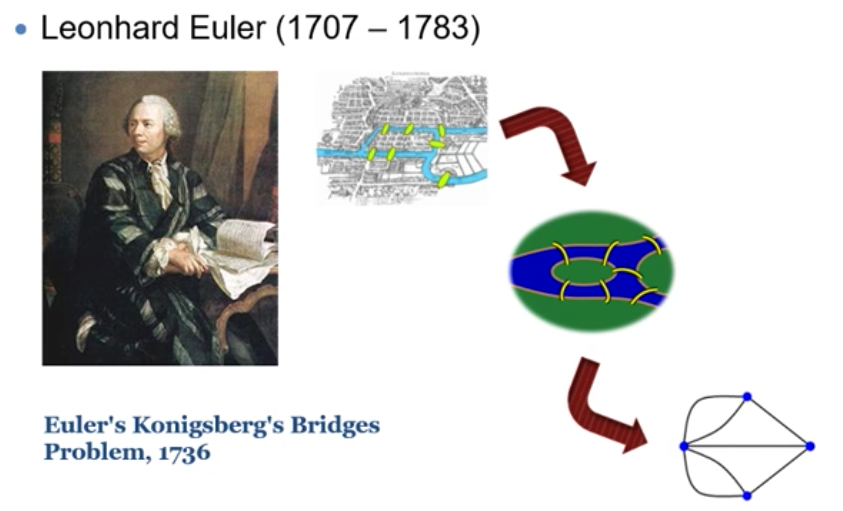 Leonhard Euler (1707 – 1783)
Euler's Konigsberg's Bridges
Problem, 1736